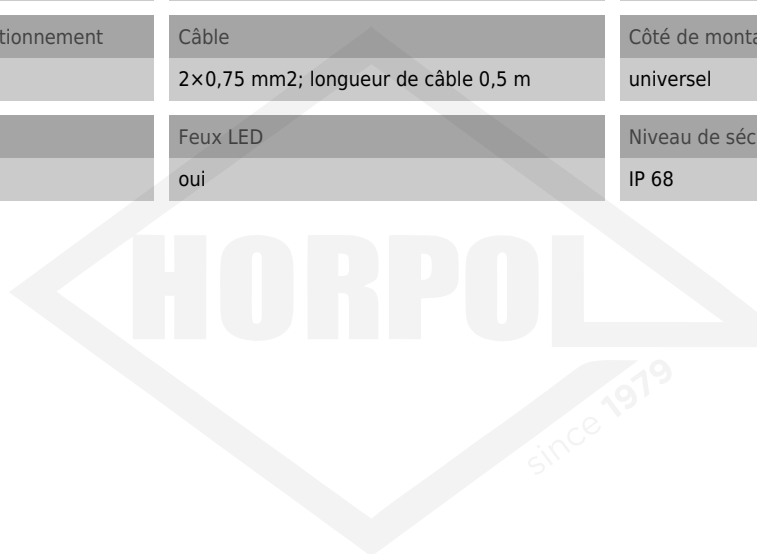 tionnement Câble Côté de monta
2×0,75 mm2; longueur de câble 0,5 m universel
Feux LED Niveau de séc
oui IP 68
HORPOL
since 1979